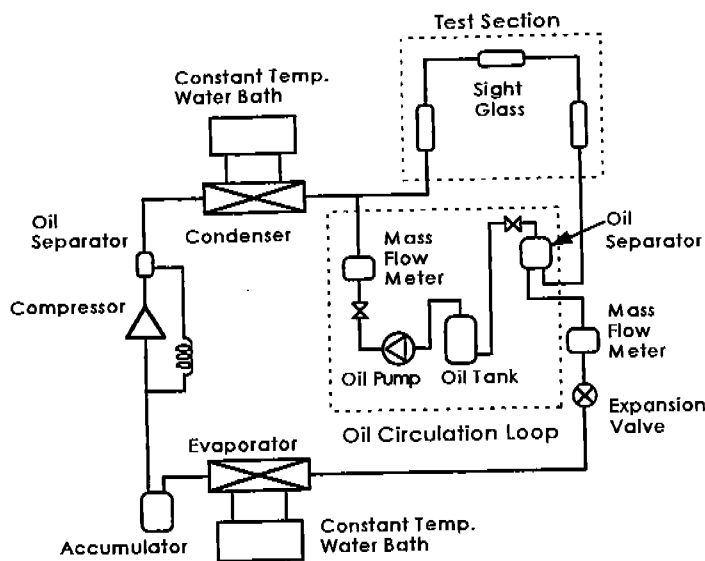 Test Section
Constant Temp.
Water Bath
Sight
Glass
Oil
Separator
Condenser
Mass
Flow
Meter
Oil
Separator
Compressor
Mass
Flow
Meter
Oil Pump
Oil Tank
Expansion
Valve
Oil Circulation Loop
Evaporator
Accumulator
Constant Temp.
Water Bath